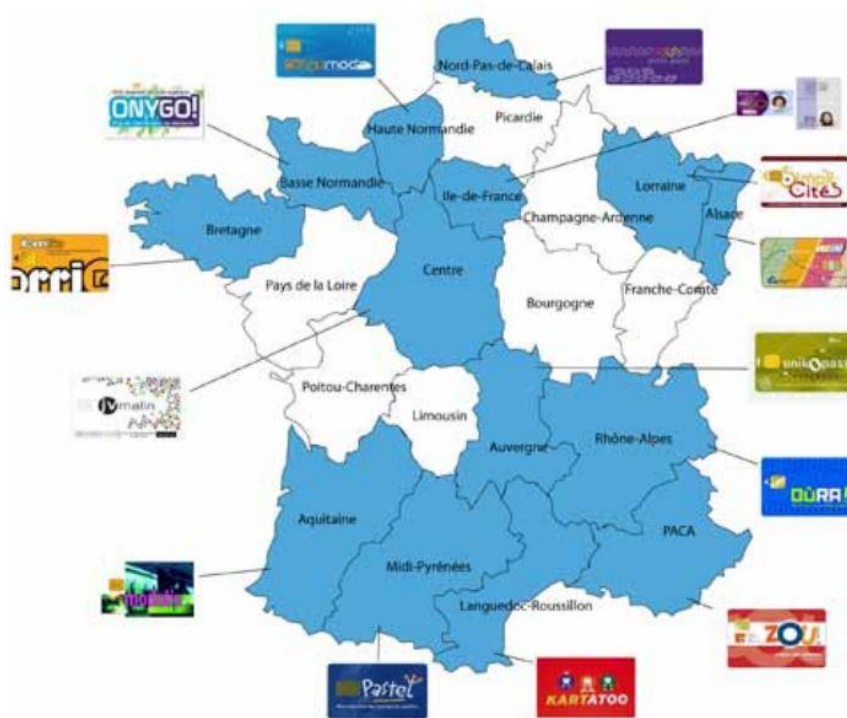 Nord-Pas-de-Calais
ONYGO!
Haute Normandie
Picardie
Basse Normandie
Ile-de-France
Lorraine
Cités
Alsace
Bretagne
Champagne-Ardenne
Centre
Pays de la Loire
Bourgogne
Franche-Comté
Poitou-Charentes
jvmalin
Limousin
Auvergne
Rhône-Alpes
OùRA!
Aquitaine
PACA
Midi-Pyrénées
Languedoc-Roussillon
ZOU!
Pastel
KARTATOO